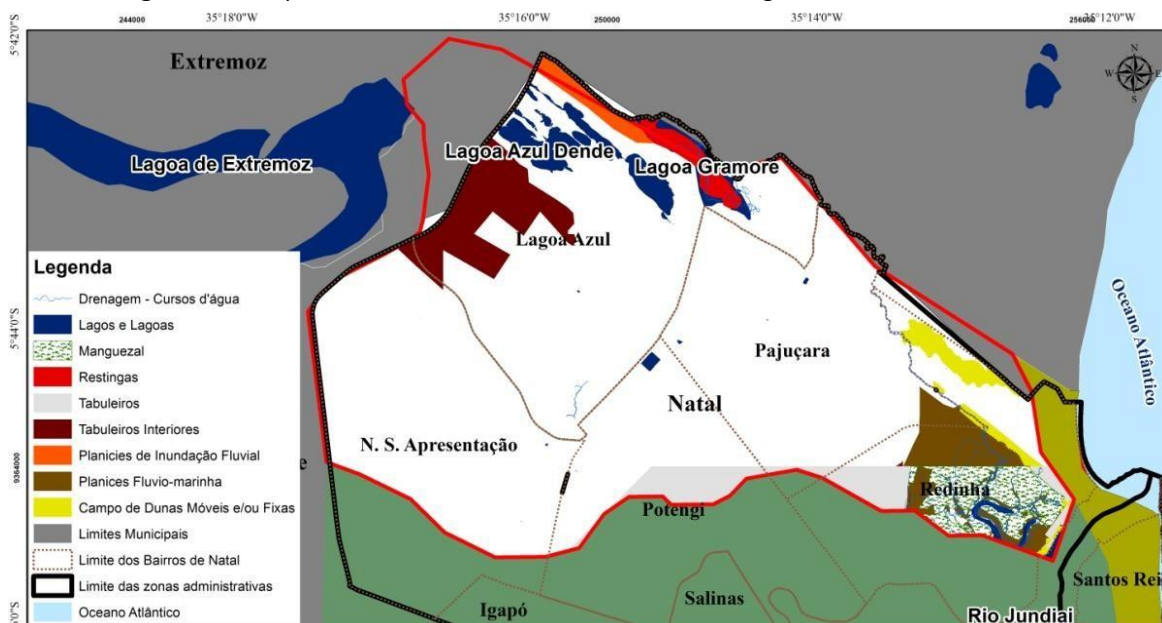 244000
35°18'0"W
35°16'0"W
250000
35°14'0"W
256000
35°12'0"W
5°42'0"S
Extremoz
N
W
E
S
Lagoa de Extremoz
Lagoa Azul Dende
Lagoa Gramore
Lagoa Azul
Oceano Atlântico
5°44'0"S
Pajuçara
Natal
N. S. Apresentação
9364000
e
Redinha
Potengi
Santos Rei
Salinas
Igapó
Rio Jundiai
Legenda
Drenagem - Cursos d'água
Lagos e Lagoas
Manguezal
Restingas
Tabuleiros
Tabuleiros Interiores
Planicies de Inundação Fluvial
Planices Fluvio-marinha
Campo de Dunas Móveis e/ou Fixas
Limites Municipais
Limite dos Bairros de Natal
Limite das zonas administrativas
Oceano Atlântico